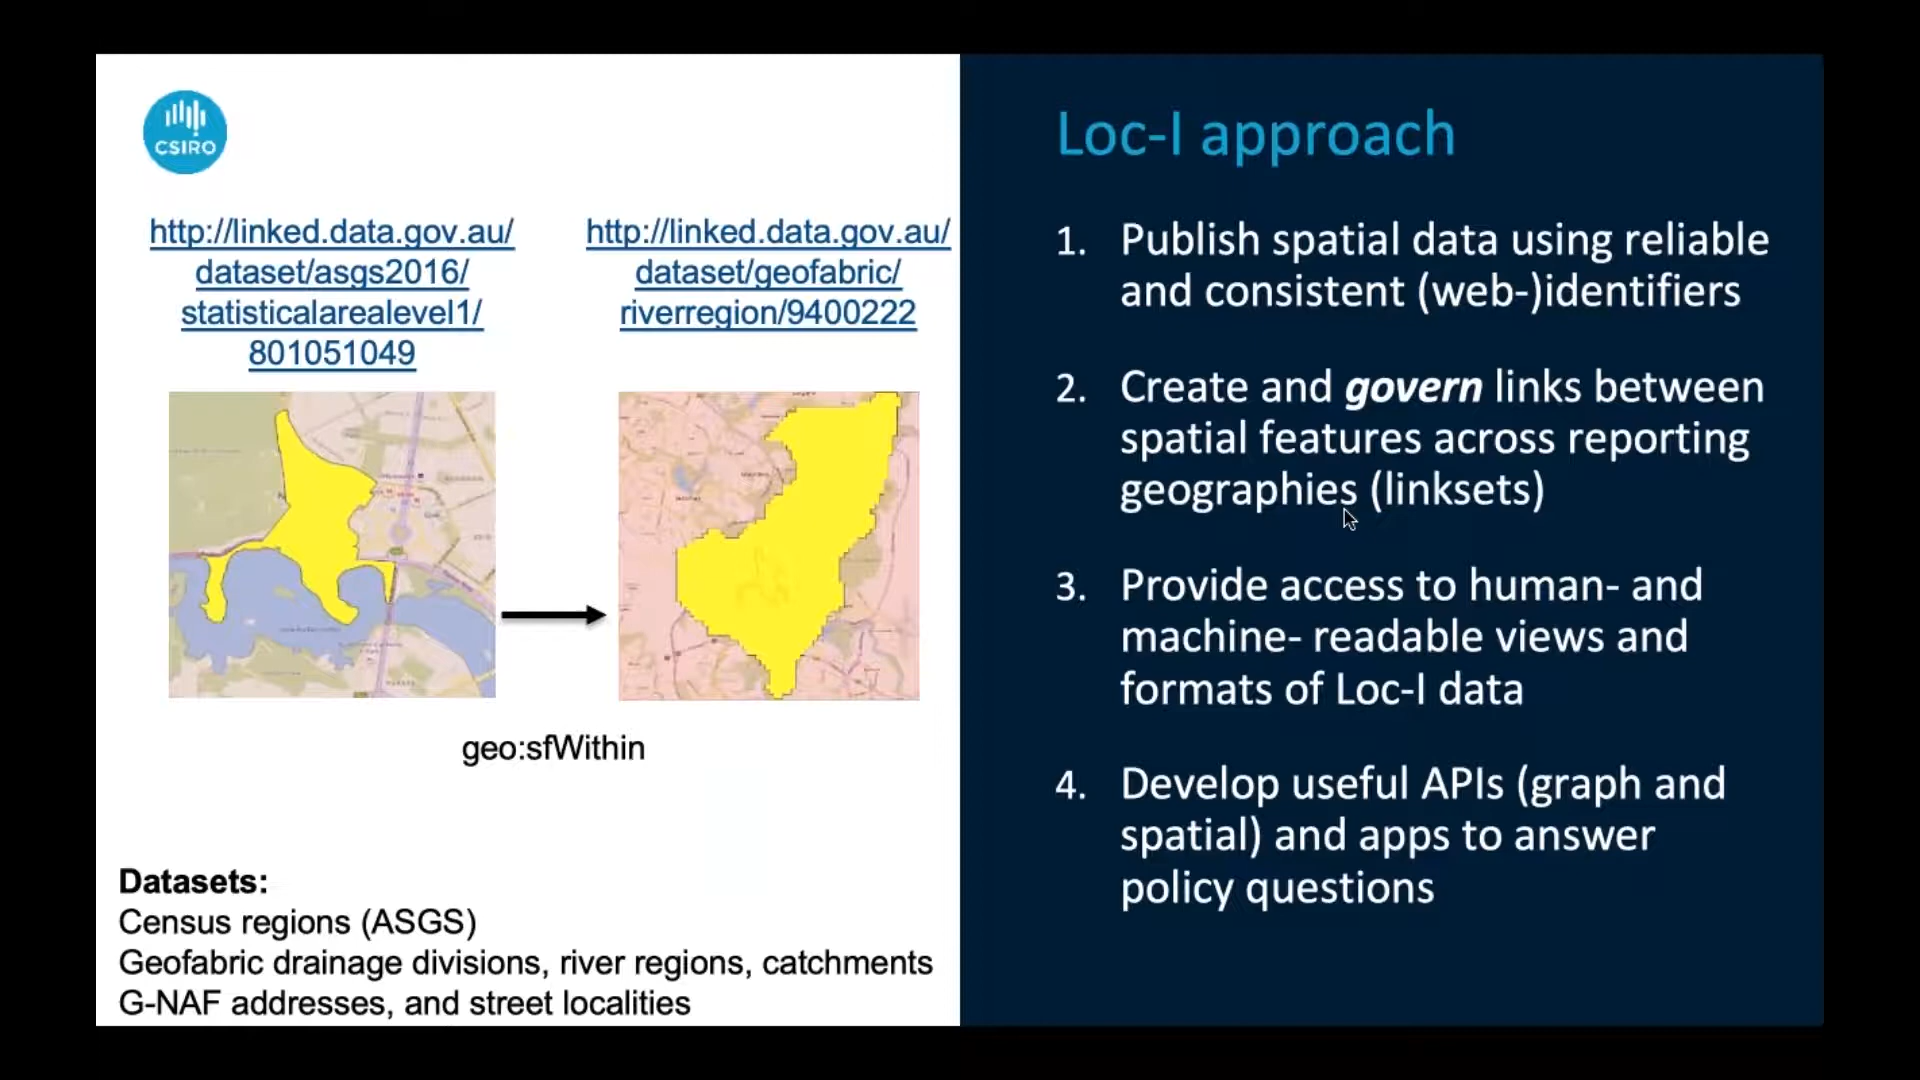 CSIRO
http://linked.data.gov.au/
dataset/asgs2016/
statisticalarealevel1/
801051049
http://linked.data.gov.au/
dataset/geofabric/
riverregion/9400222
geo:sfWithin
Datasets:
Census regions (ASGS)
Geofabric drainage divisions, river regions, catchments
G-NAF addresses, and street localities
Loc-I approach
1. Publish spatial data using reliable
and consistent (web-)identifiers
2. Create and govern links between
spatial features across reporting
geographies (linksets)
3. Provide access to human- and
machine- readable views and
formats of Loc-I data
4. Develop useful APIs (graph and
spatial) and apps to answer
policy questions